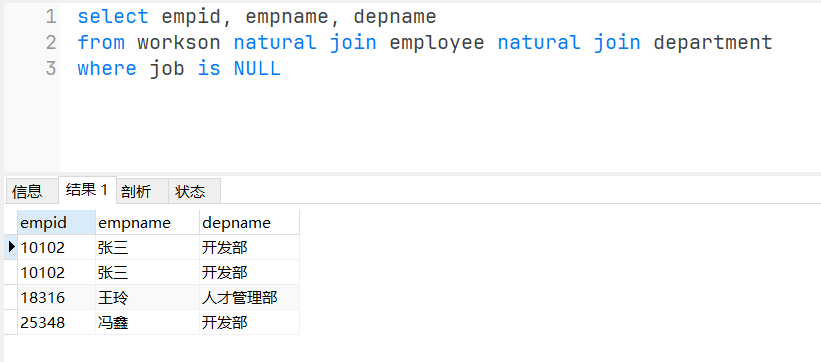 1 select empid, empname, depname
2 from workson natural join employee natural join department
3 where job is NULL
信息 结果 1 剖析 状态
empid empname depname
10102 张三 开发部
10102 张三 开发部
18316 王玲 人才管理部
25348 冯鑫 开发部